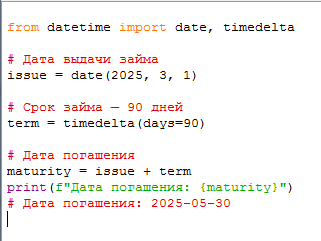 from datetime import date, timedelta
# Дата выдачи займа
issue = date(2025, 3, 1)
# Срок займа — 90 дней
term = timedelta(days=90)
# Дата погашения
maturity = issue + term
print(f"Дата погашения: {maturity}")
# Дата погашения: 2025-05-30